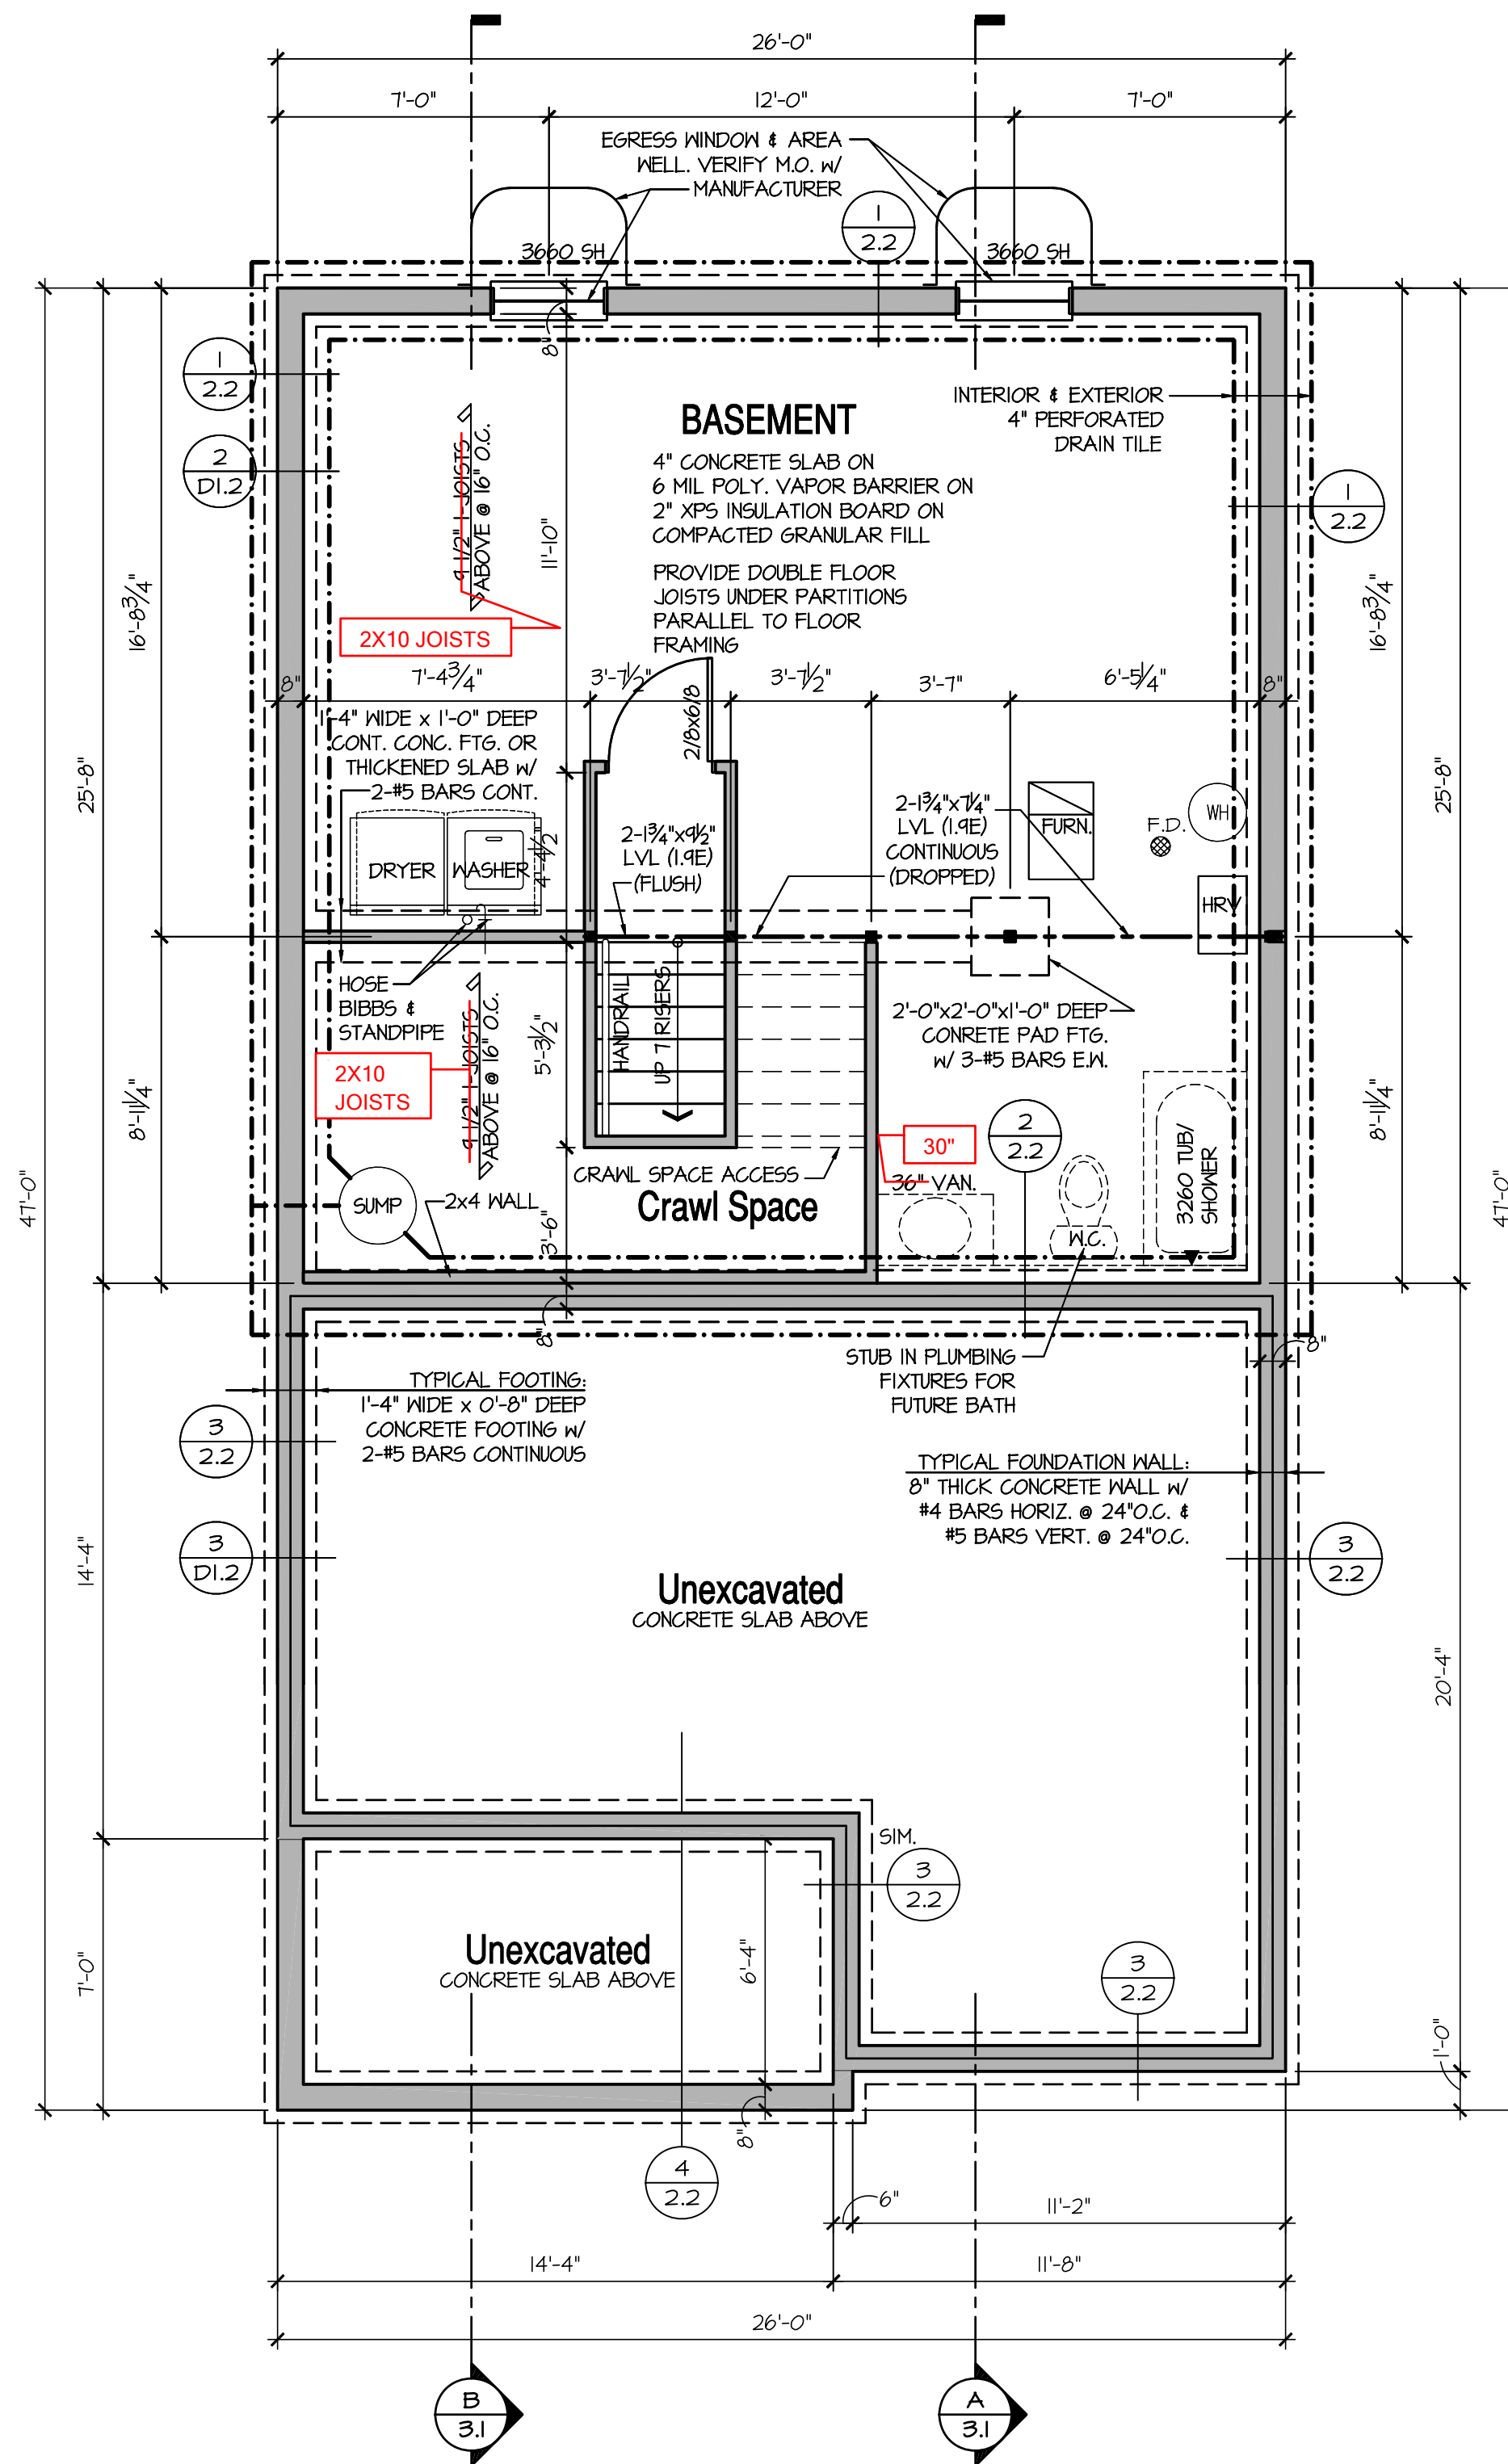 26'-0"
7'-0"
12'-0"
7'-0"
EGRESS WINDOW & AREA
WELL. VERIFY M.O. w/
MANUFACTURER
1
2.2
3660 SH
3660 SH
8"
1
2.2
2
D1.2
INTERIOR & EXTERIOR
4" PERFORATED
DRAIN TILE
BASEMENT
4" CONCRETE SLAB ON
6 MIL POLY. VAPOR BARRIER ON
2" XPS INSULATION BOARD ON
COMPACTED GRANULAR FILL
PROVIDE DOUBLE FLOOR
JOISTS UNDER PARTITIONS
PARALLEL TO FLOOR
FRAMING
9 1/2" I-JOISTS
ABOVE @ 16" O.C.
2X10 JOISTS
11'-10"
1
2.2
16'-8 3/4"
16'-8 3/4"
25'-8"
25'-8"
8"
7'-4 3/4"
3'-7 1/2"
3'-7 1/2"
3'-7"
6'-5 1/4"
8"
2/8x6/8
1'-4" WIDE x 1'-0" DEEP
CONT. CONC. FTG. OR
THICKENED SLAB w/
2-#5 BARS CONT.
DRYER
WASHER
4'-4 1/2"
2-1 3/4"x9 1/2"
LVL (1.9E)
(FLUSH)
2-1 3/4"x7 1/4"
LVL (1.9E)
CONTINUOUS
(DROPPED)
FURN.
F.D.
WH
HRV
HOSE
BIBBS &
STANDPIPE
9 1/2" I-JOISTS
ABOVE @ 16" O.C.
2X10
JOISTS
5'-3 1/2"
HANDRAIL
UP 7 RISERS
2'-0"x2'-0"x1'-0" DEEP
CONRETE PAD FTG.
w/ 3-#5 BARS E.W.
8'-11 1/4"
8'-11 1/4"
47'-0"
47'-0"
2
2.2
30"
36" VAN.
3260 TUB/
SHOWER
W.C.
CRAWL SPACE ACCESS
Crawl Space
SUMP
2x4 WALL
3'-6"
8"
8"
STUB IN PLUMBING
FIXTURES FOR
FUTURE BATH
TYPICAL FOOTING:
1'-4" WIDE x 0'-8" DEEP
CONCRETE FOOTING w/
2-#5 BARS CONTINUOUS
3
2.2
3
D1.2
TYPICAL FOUNDATION WALL:
8" THICK CONCRETE WALL w/
#4 BARS HORIZ. @ 24"O.C. &
#5 BARS VERT. @ 24"O.C.
3
2.2
14'-4"
20'-4"
Unexcavated
CONCRETE SLAB ABOVE
SIM.
3
2.2
Unexcavated
CONCRETE SLAB ABOVE
6'-4"
7'-0"
3
2.2
1'-0"
8"
4
2.2
6"
11'-2"
14'-4"
11'-8"
26'-0"
B
3.1
A
3.1